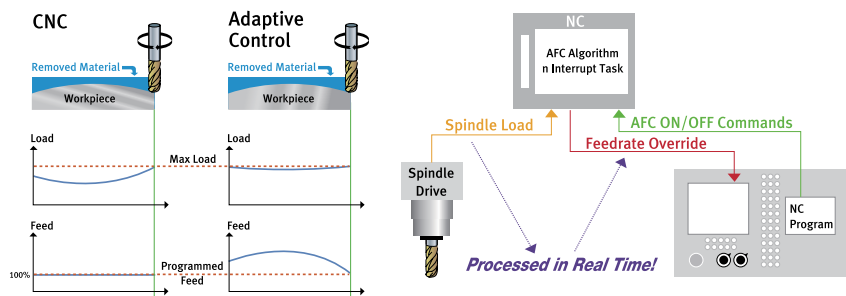 CNC
Adaptive
Control
Removed Material
Workpiece
Removed Material
Workpiece
Load
Load
Max Load
Feed
Feed
100%
Programmed
Feed
NC
AFC Algorithm
n Interrupt Task
Spindle Load
AFC ON/OFF Commands
Feedrate Override
Spindle
Drive
NC
Program
Processed in Real Time!